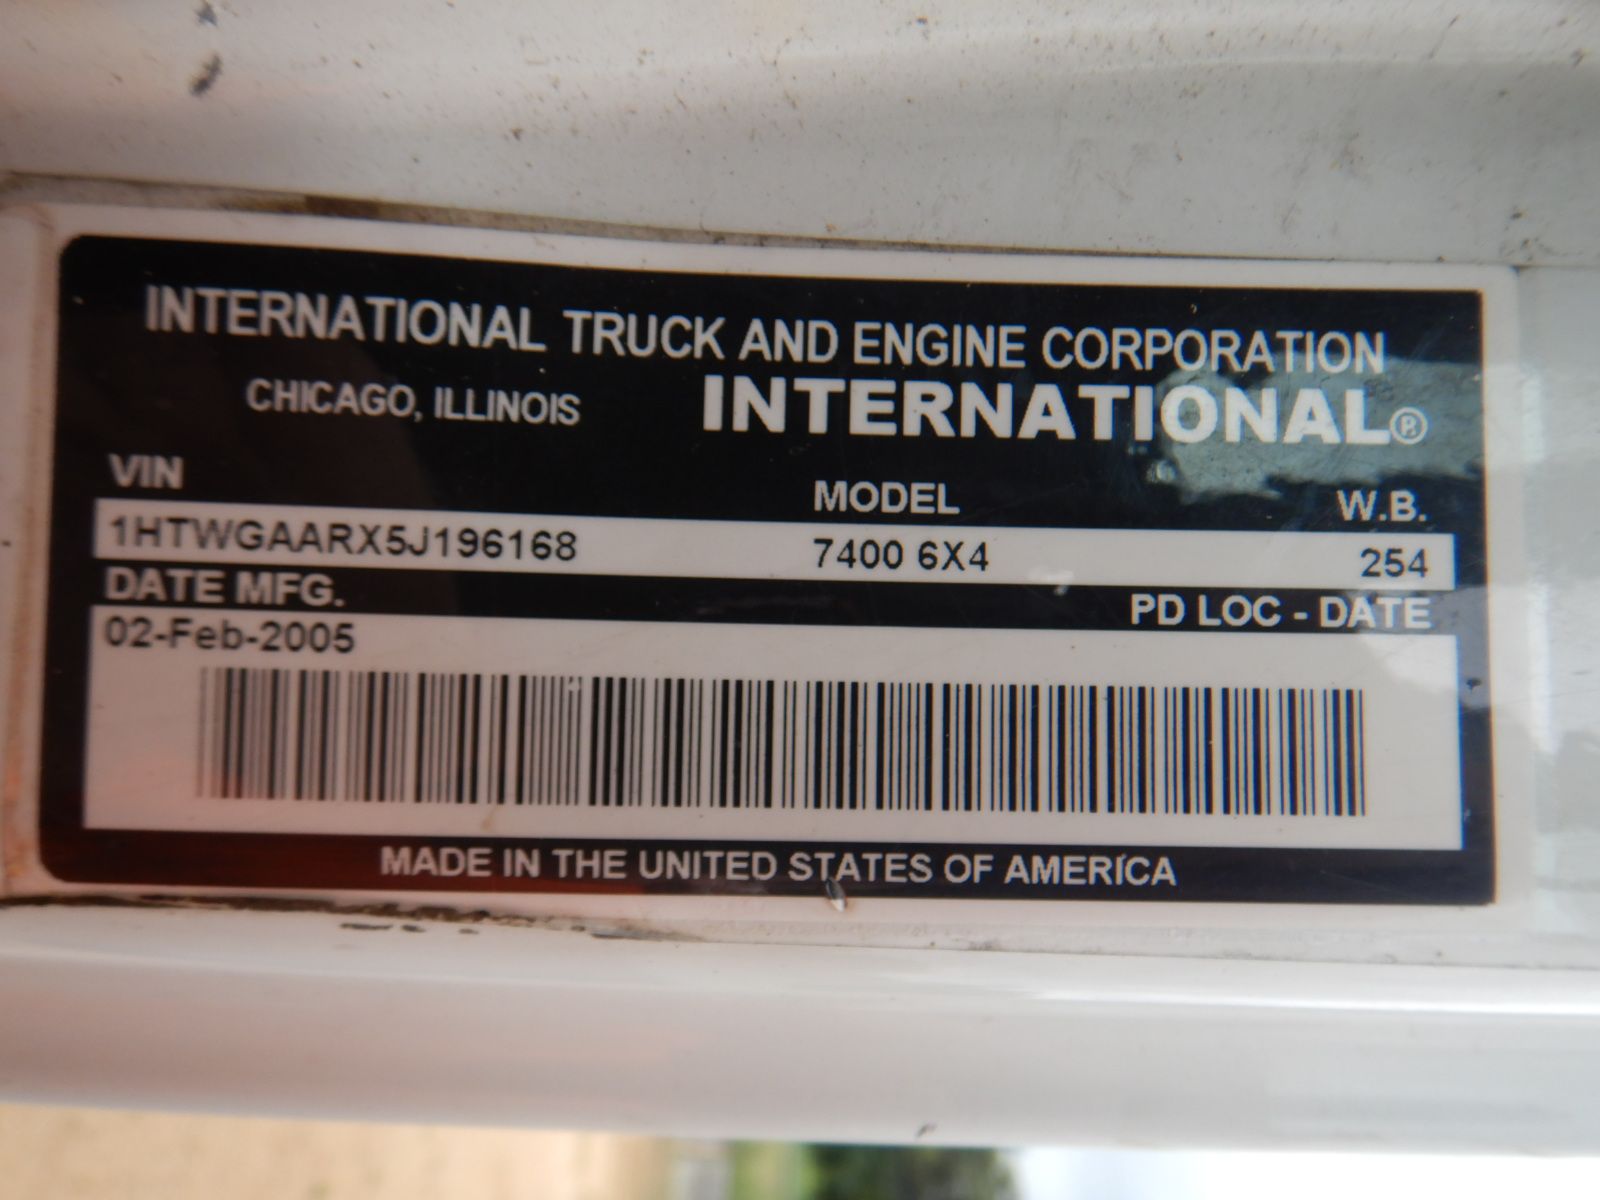 INTERNATIONAL TRUCK AND ENGINE CORPORATION
CHICAGO, ILLINOIS INTERNATIONAL®
VIN MODEL W.B.
1HTWGAARX5J196168 7400 6X4 254
DATE MFG. PD LOC - DATE
02-Feb-2005
MADE IN THE UNITED STATES OF AMERICA